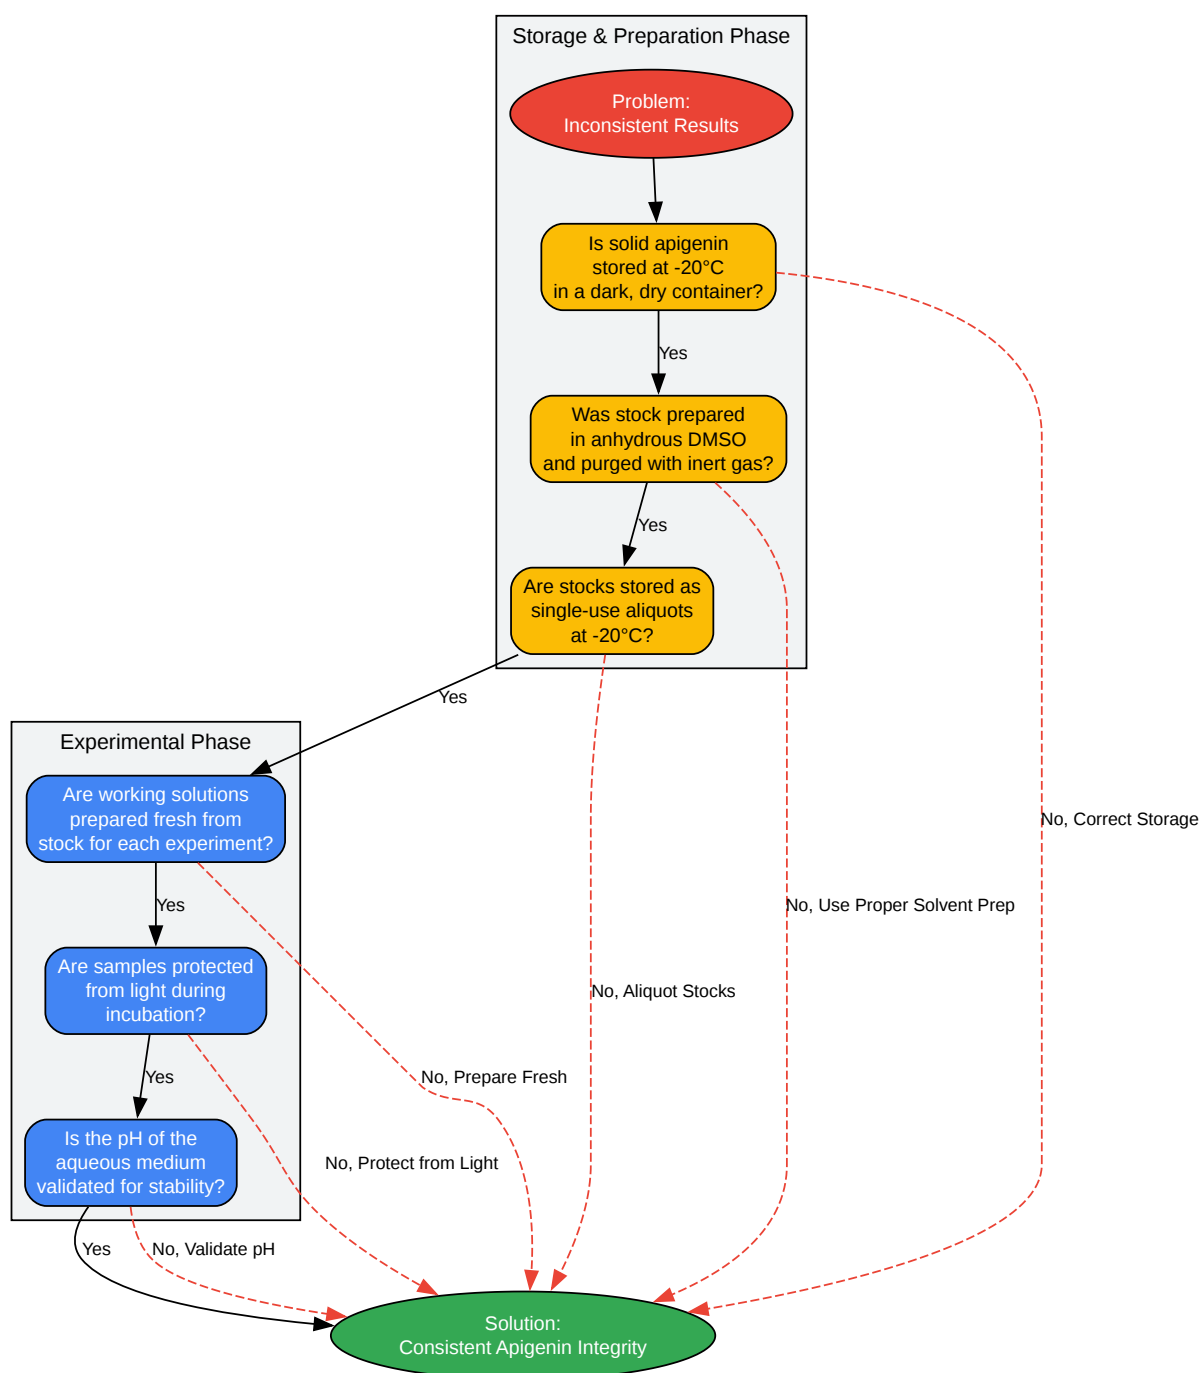 Storage & Preparation Phase
Problem:
Inconsistent Results
Is solid apigenin
stored at -20°C
in a dark, dry container?
Yes
Was stock prepared
in anhydrous DMSO
and purged with inert gas?
Yes
Are stocks stored as
single-use aliquots
at -20°C?
Yes
Experimental Phase
Are working solutions
prepared fresh from
stock for each experiment?
No, Correct Storage
Yes
No, Use Proper Solvent Prep
Are samples protected
from light during
incubation?
No, Aliquot Stocks
Yes
No, Prepare Fresh
Is the pH of the
aqueous medium
validated for stability?
No, Protect from Light
Yes
No, Validate pH
Solution:
Consistent Apigenin Integrity